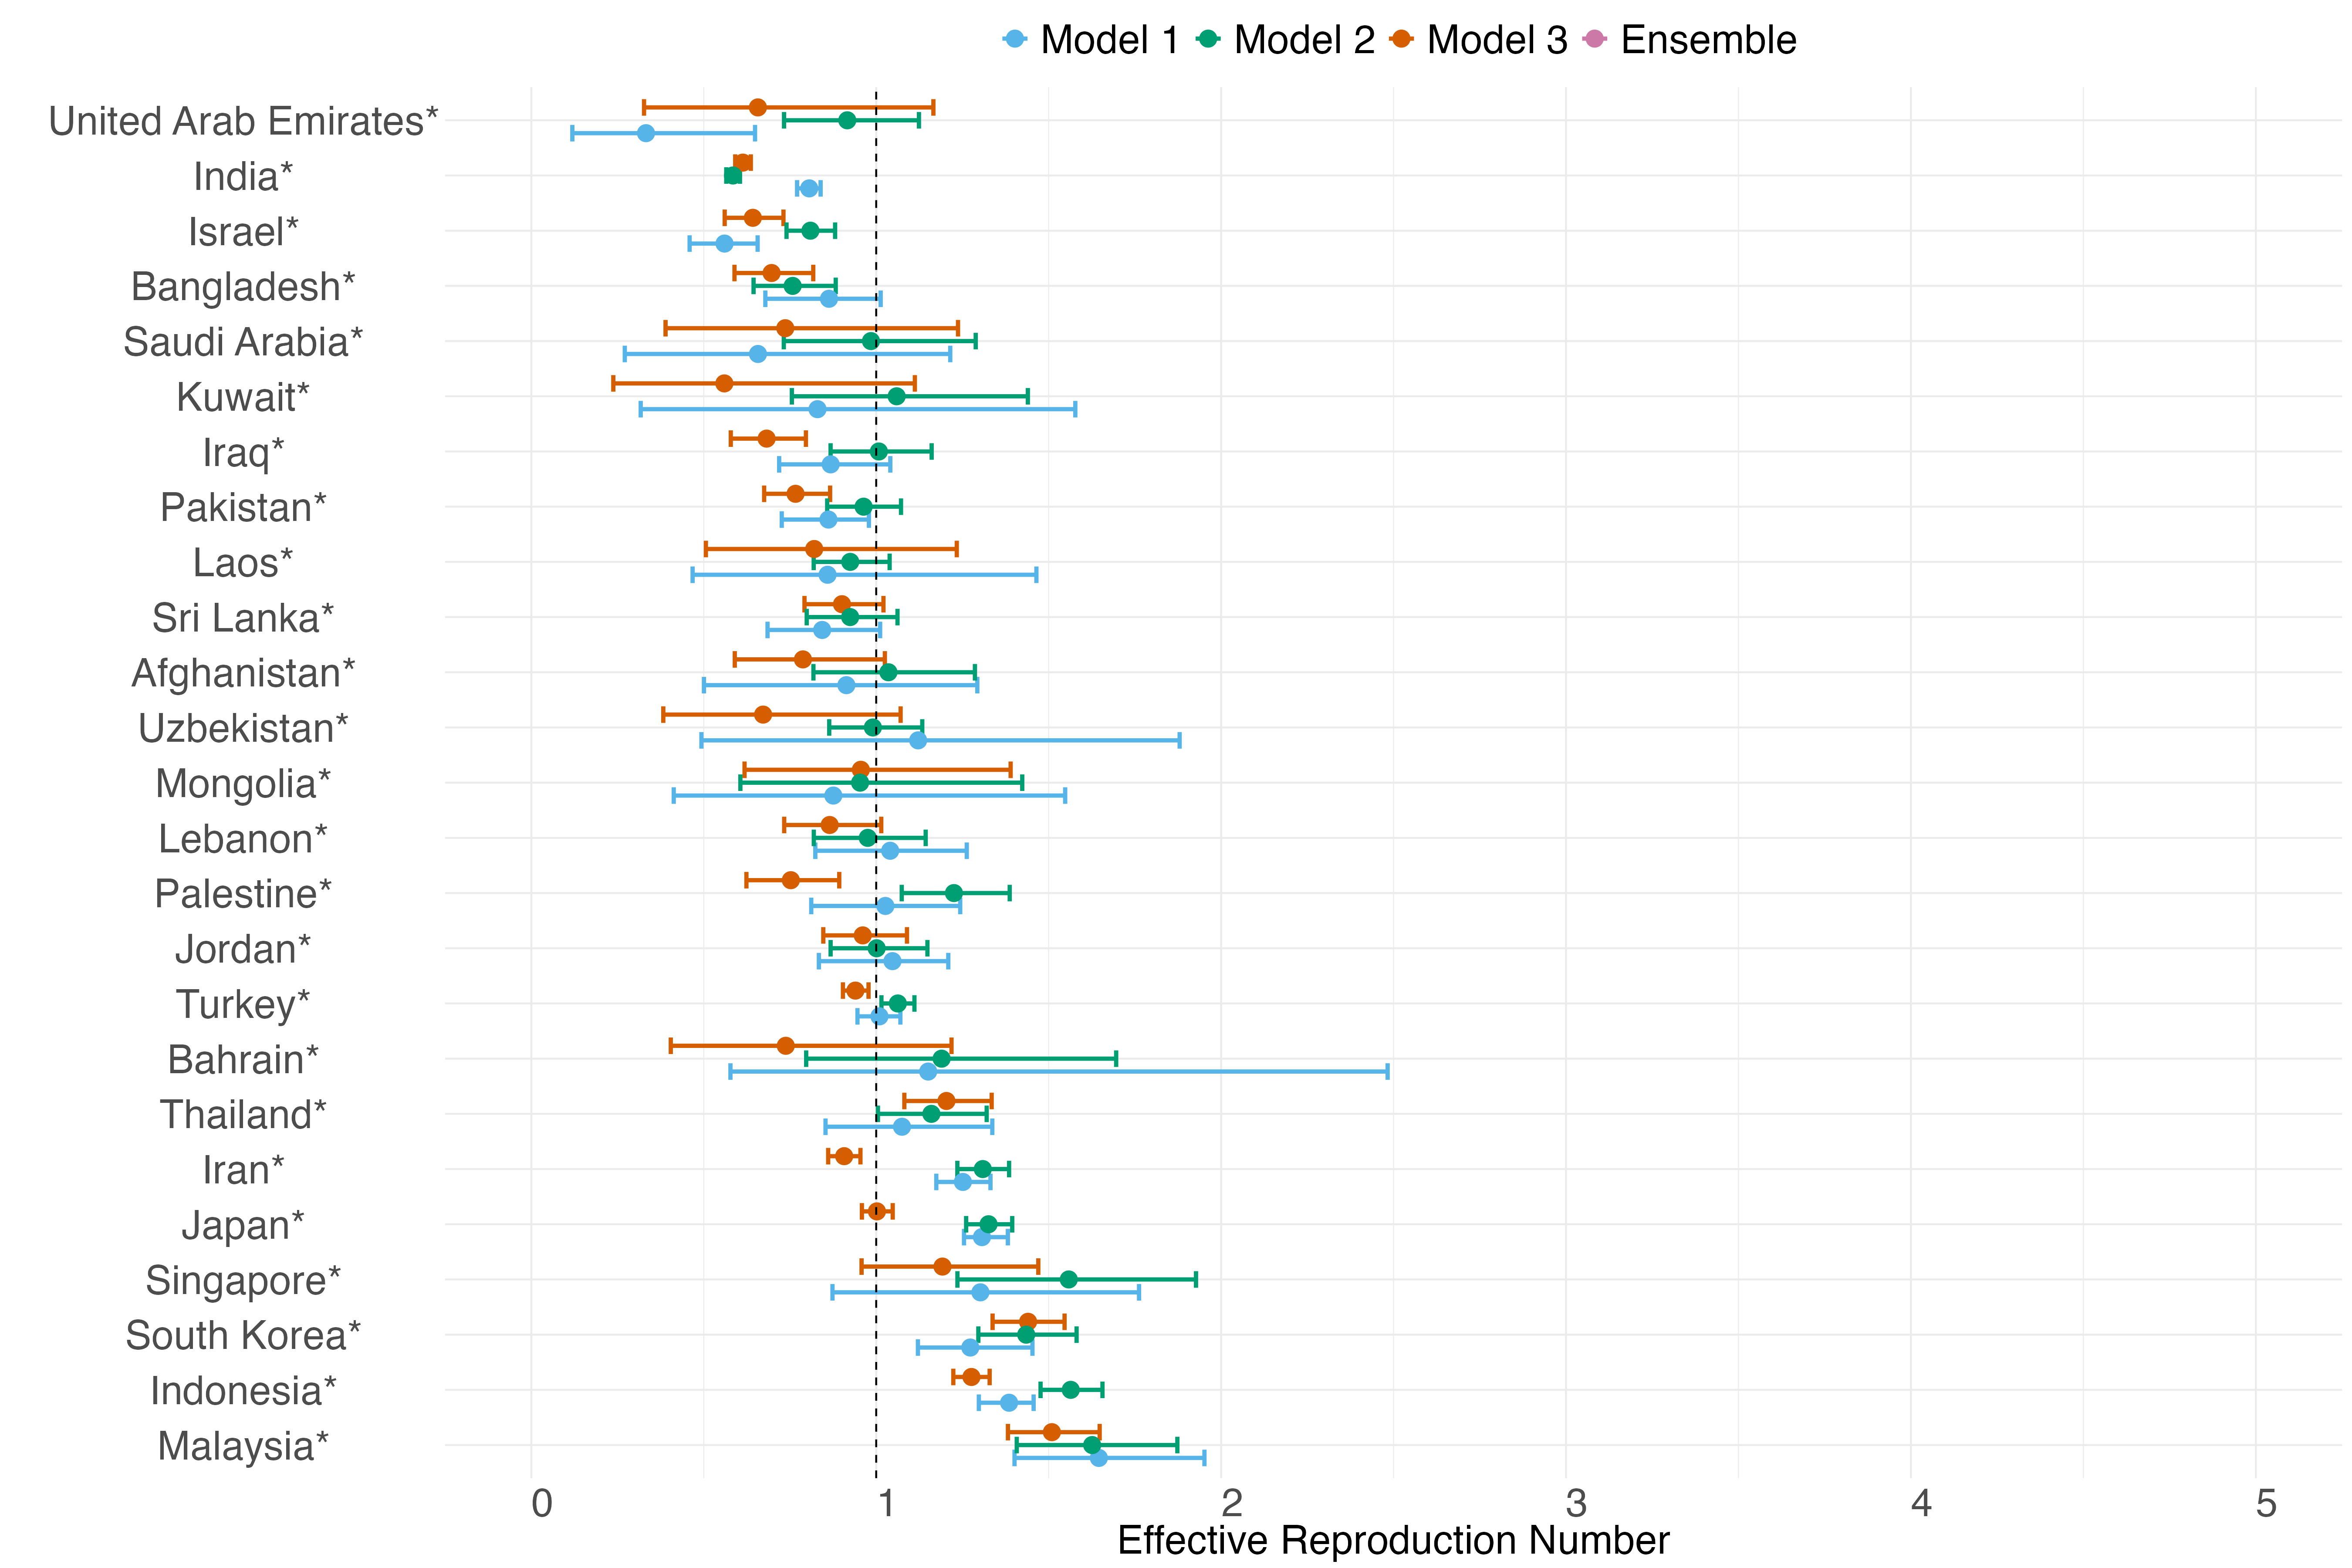 Model 1 Model 2 Model 3 Ensemble
United Arab Emirates*
India*
Israel*
Bangladesh*
Saudi Arabia*
Kuwait*
Iraq*
Pakistan*
Laos*
Sri Lanka*
Afghanistan*
Uzbekistan*
Mongolia*
Lebanon*
Palestine*
Jordan*
Turkey*
Bahrain*
Thailand*
Iran*
Japan*
Singapore*
South Korea*
Indonesia*
Malaysia*
0 1 2 3 4 5
Effective Reproduction Number